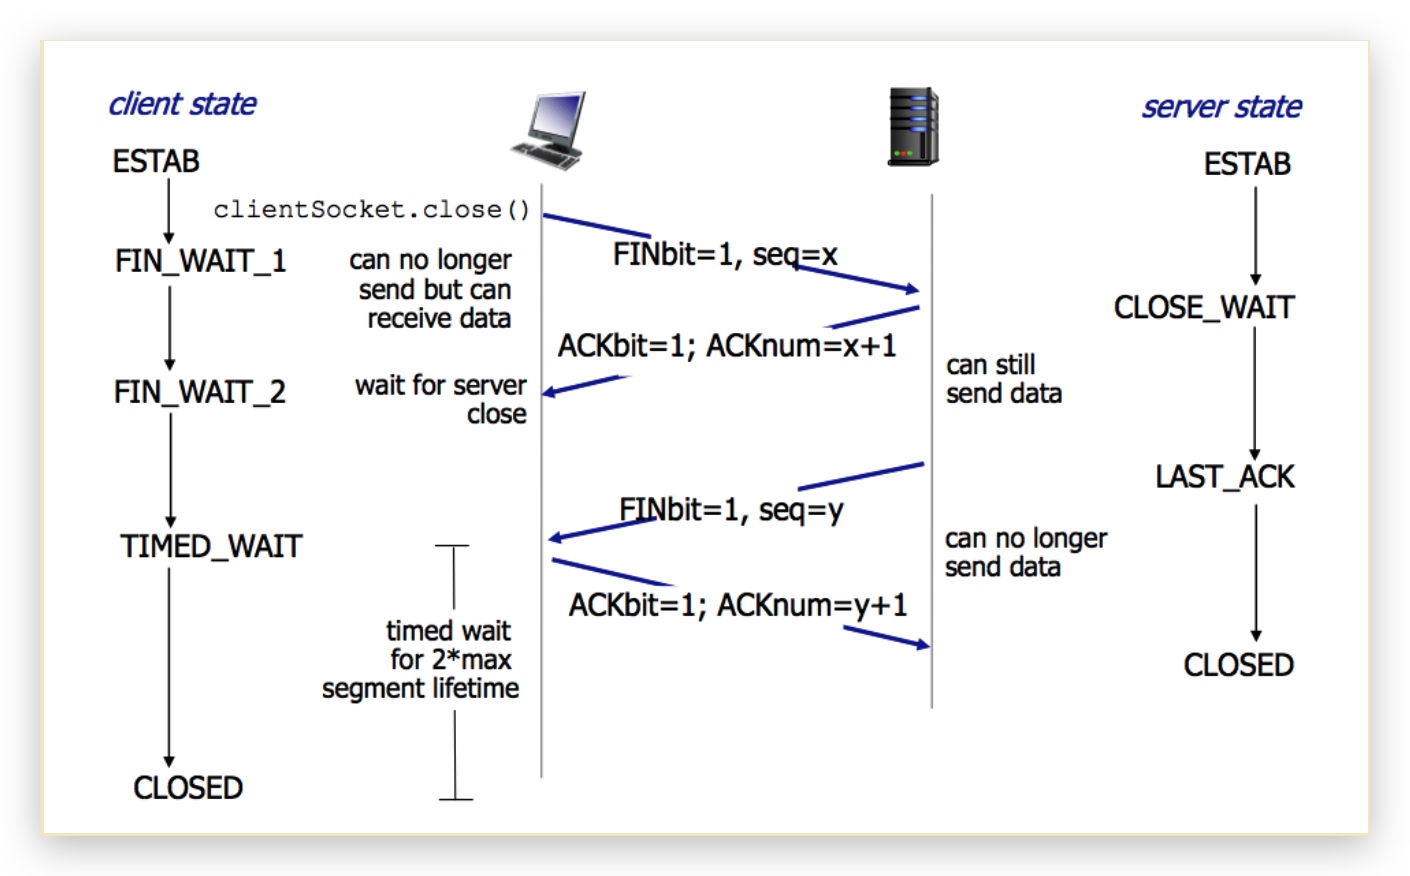 client state
server state
ESTAB
ESTAB
clientSocket.close()
FINbit=1, seq=x
FIN_WAIT_1
can no longer
send but can
receive data
CLOSE_WAIT
ACKbit=1; ACKnum=x+1
can still
send data
FIN_WAIT_2
wait for server
close
LAST_ACK
FINbit=1, seq=y
TIMED_WAIT
can no longer
send data
ACKbit=1; ACKnum=y+1
timed wait
for 2*max
segment lifetime
CLOSED
CLOSED